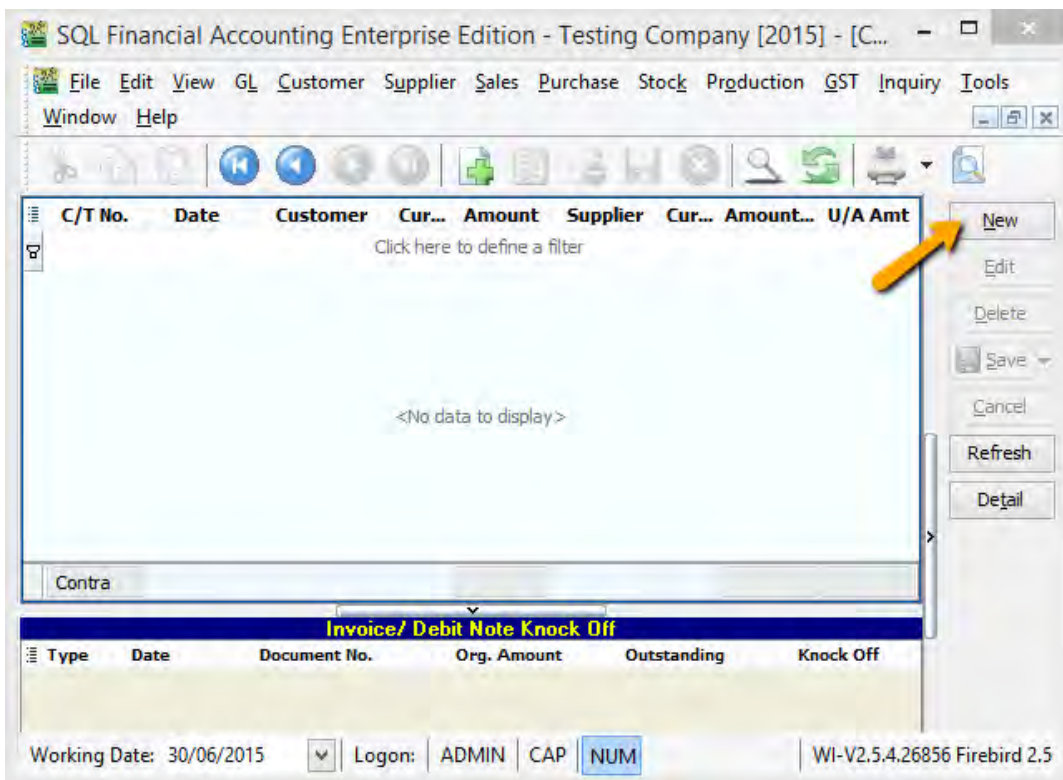 SQL Financial Accounting Enterprise Edition - Testing Company [2015] - [C...
File Edit View GL Customer Supplier Sales Purchase Stock Production GST Inquiry Tools
Window Help
C/T No. Date Customer Cur... Amount Supplier Cur... Amount... U/A Amt
Click here to define a filter
New
Edit
Delete
Save
<No data to display>
Cancel
Refresh
Detail
Contra
Invoice/ Debit Note Knock Off
Type Date Document No. Org. Amount Outstanding Knock Off
Working Date: 30/06/2015 Logon: ADMIN CAP NUM WI-V2.5.4.26856 Firebird 2.5